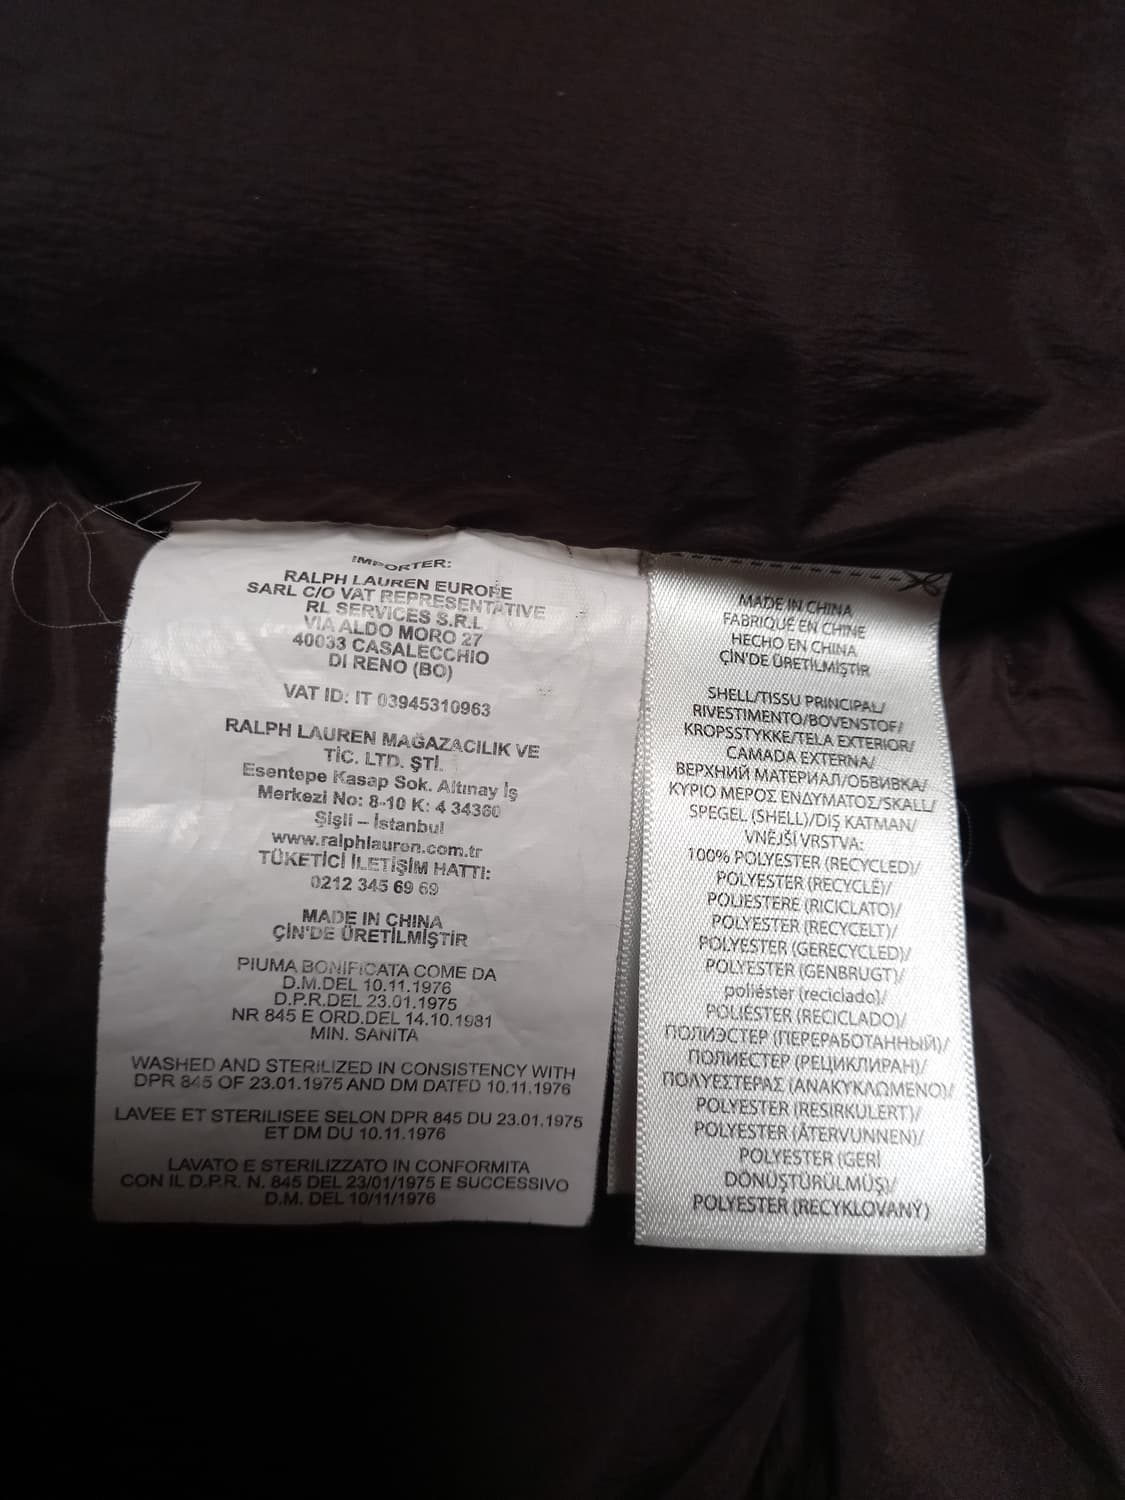 IMPORTER:
RALPH LAUREN EUROPE
SARL C/O VAT REPRESENTATIVE
RL SERVICES S.R.L
VIA ALDO MORO 27
40033 CASALECCHIO
DI RENO (BO)
VAT ID: IT 03945310963
RALPH LAUREN MAĞAZACILIK VE
TİC. LTD. ŞTİ.
Esentepe Kasap Sok. Altınay İş
Merkezi No: 8-10 K: 4 34360
Şişli – İstanbul
www.ralphlauren.com.tr
TÜKETİCİ İLETİŞİM HATTI:
0212 345 69 69
MADE IN CHINA
ÇİN'DE ÜRETİLMİŞTİR
PIUMA BONIFICATA COME DA
D.M.DEL 10.11.1976
D.P.R.DEL 23.01.1975
NR 845 E ORD.DEL 14.10.1981
MIN. SANITA
WASHED AND STERILIZED IN CONSISTENCY WITH
DPR 845 OF 23.01.1975 AND DM DATED 10.11.1976
LAVEE ET STERILISEE SELON DPR 845 DU 23.01.1975
ET DM DU 10.11.1976
LAVATO E STERILIZZATO IN CONFORMITA
CON IL D.P.R. N. 845 DEL 23/01/1975 E SUCCESSIVO
D.M. DEL 10/11/1976
MADE IN CHINA
FABRIQUÉ EN CHINE
HECHO EN CHINA
ÇİN'DE ÜRETİLMİŞTİR
SHELL/TISSU PRINCIPAL/
RIVESTIMENTO/BOVENSTOF/
KROPSSTYKKE/TELA EXTERIOR/
CAMADA EXTERNA/
ВЕРХНИЙ МАТЕРИАЛ/ОБВИВКА/
ΚΥΡΙΟ ΜΕΡΟΣ ΕΝΔΥΜΑΤΟΣ/SKALL/
SPEGEL (SHELL)/DIŞ KATMAN/
VNĚJŠÍ VRSTVA:
100% POLYESTER (RECYCLED)/
POLYESTER (RECYCLÉ)/
POLIESTERE (RICICLATO)/
POLYESTER (RECYCELT)/
POLYESTER (GERECYCLED)/
POLYESTER (GENBRUGT)/
poliéster (reciclado)/
POLIÉSTER (RECICLADO)/
ПОЛИЭСТЕР (ПЕРЕРАБОТАННЫЙ)/
ПОЛИЕСТЕР (РЕЦИКЛИРАН)/
ΠΟΛΥΕΣΤΕΡΑΣ (ΑΝΑΚΥΚΛΩΜΕΝΟ)/
POLYESTER (RESIRKULERT)/
POLYESTER (ÅTERVUNNEN)/
POLYESTER (GERİ
DÖNÜŞTÜRÜLMÜŞ)/
POLYESTER (RECYKLOVANÝ)